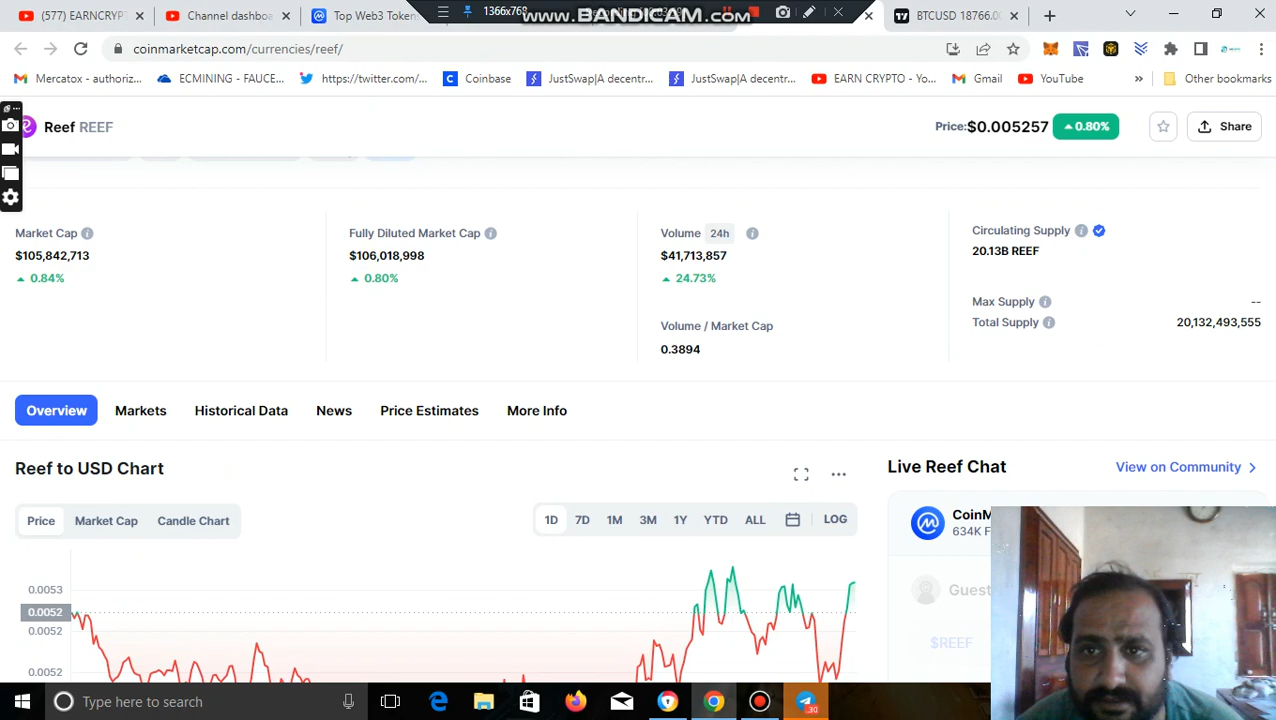 1366x768
www.BANDICAM.com
(577) EARNCRYPT
Channel dashboa
Top Web3 Token
BTCUSD 18766.0
coinmarketcap.com/currencies/reef/
Mercatox - authoriz...
ECMINING - FAUCE...
https://twitter.com/...
Coinbase
JustSwap|A decentr...
JustSwap|A decentr...
EARN CRYPTO - Yo...
Gmail
YouTube
»
Other bookmarks
Reef REEF
Price:$0.005257
0.80%
Share
Market Cap
$105,842,713
0.84%
Fully Diluted Market Cap
$106,018,998
0.80%
Volume 24h
$41,713,857
24.73%
Volume / Market Cap
0.3894
Circulating Supply
20.13B REEF
Max Supply --
Total Supply 20,132,493,555
Overview
Markets
Historical Data
News
Price Estimates
More Info
Reef to USD Chart
Live Reef Chat
View on Community
Price
Market Cap
Candle Chart
1D
7D
1M
3M
1Y
YTD
ALL
LOG
CoinM
634K F
0.0053
0.0052
0.0052
0.0052
Guest
$REEF
Type here to search
30